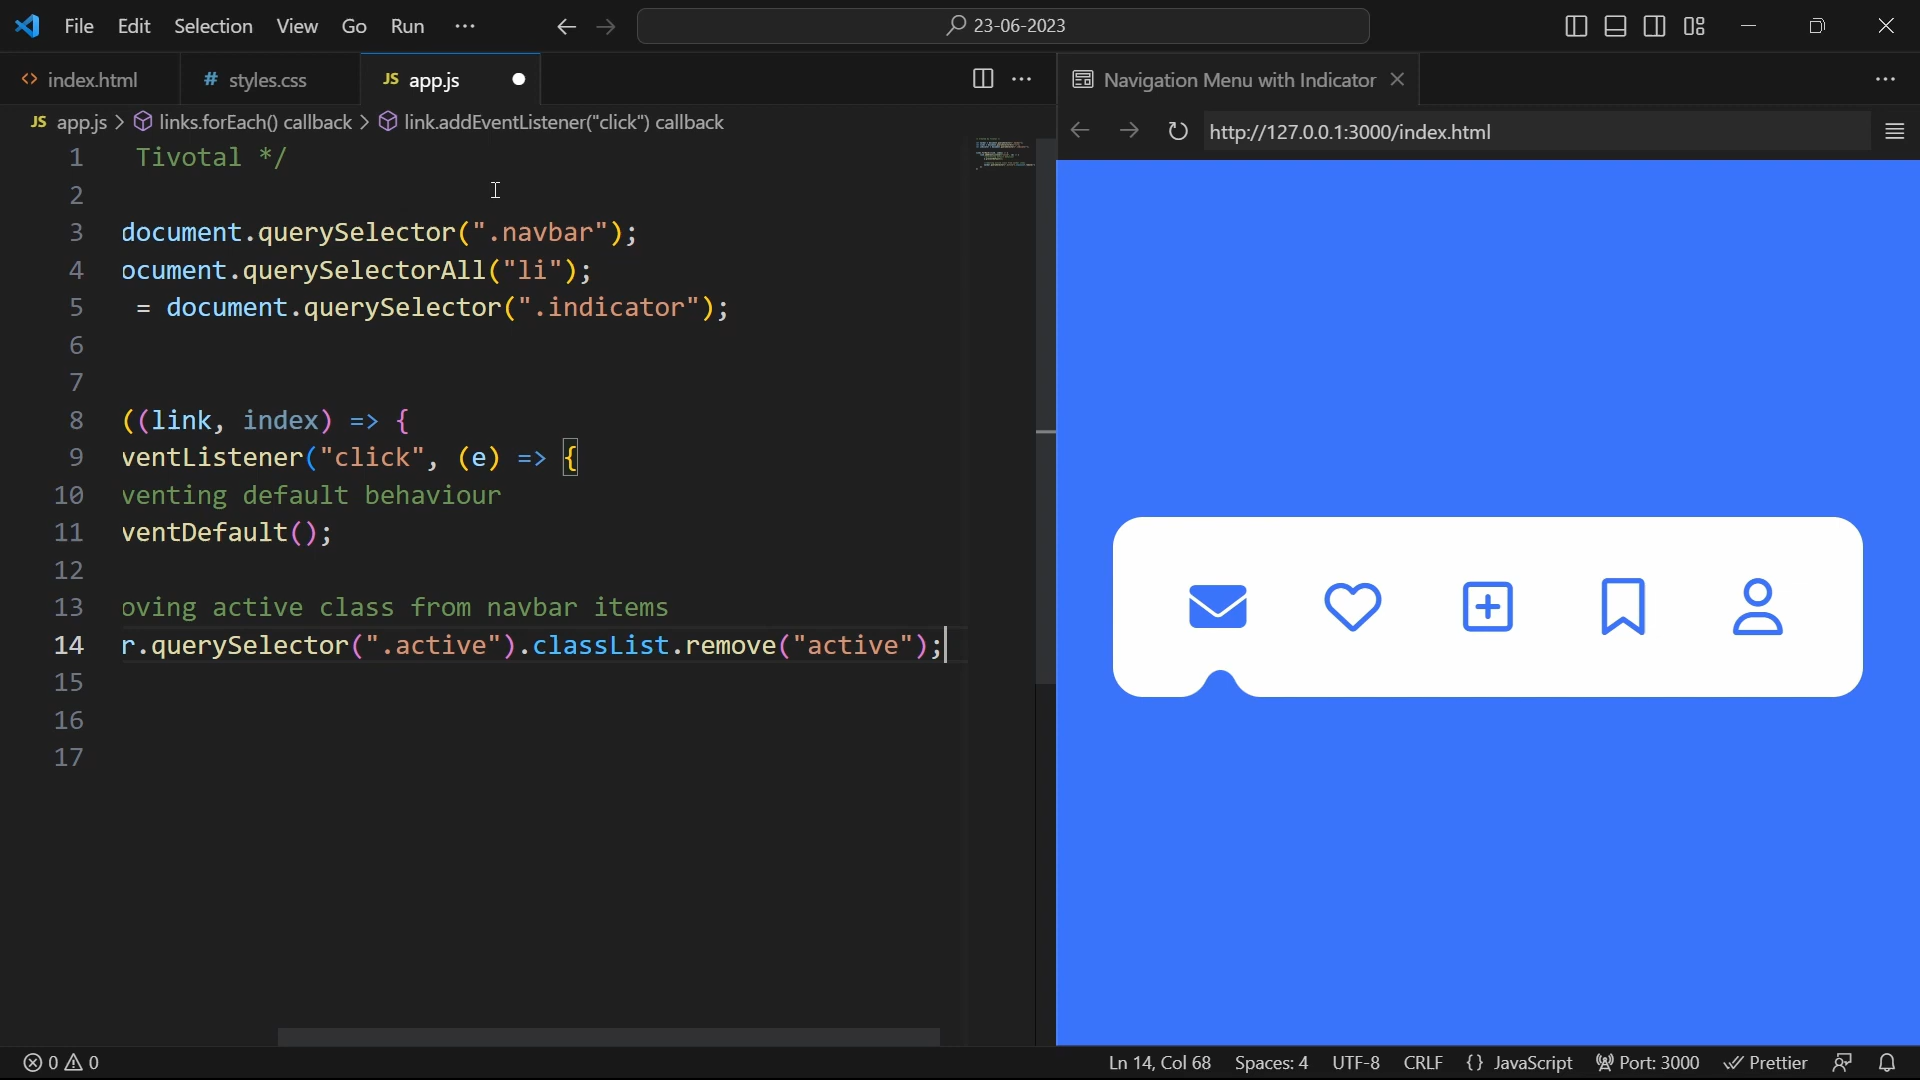 File Edit Selection View Go Run ··· 23-06-2023
index.html # styles.css JS app.js
Navigation Menu with Indicator
JS app.js > links.forEach() callback > link.addEventListener("click") callback
http://127.0.0.1:3000/index.html
1 Tivotal */
2
3 document.querySelector(".navbar");
4 ocument.querySelectorAll("li");
5 = document.querySelector(".indicator");
6
7
8 ((link, index) => {
9 ventListener("click", (e) => {
10 venting default behaviour
11 ventDefault();
12
13 oving active class from navbar items
14 r.querySelector(".active").classList.remove("active");
15
16
17
0 0 Ln 14, Col 68 Spaces: 4 UTF-8 CRLF {} JavaScript Port: 3000 Prettier